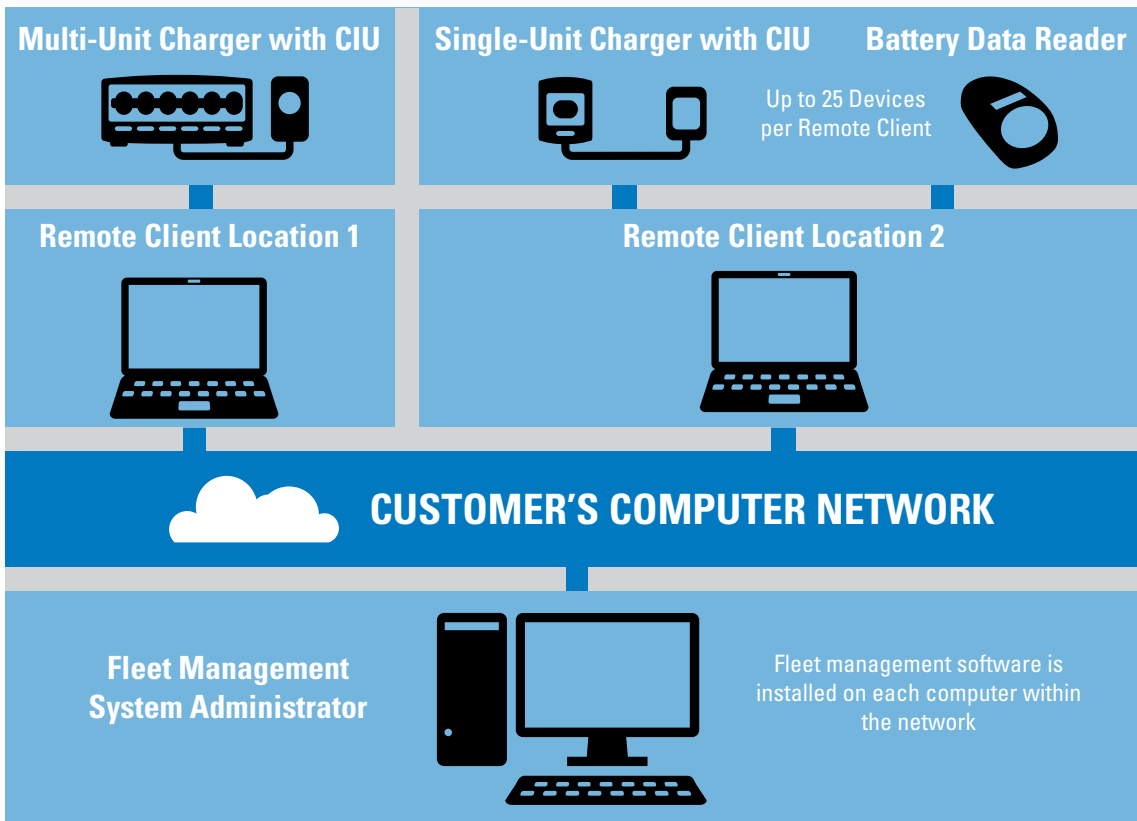 Multi-Unit Charger with CIU
Single-Unit Charger with CIU
Battery Data Reader
Up to 25 Devices
per Remote Client
Remote Client Location 1
Remote Client Location 2
CUSTOMER'S COMPUTER NETWORK
Fleet Management
System Administrator
Fleet management software is
installed on each computer within
the network